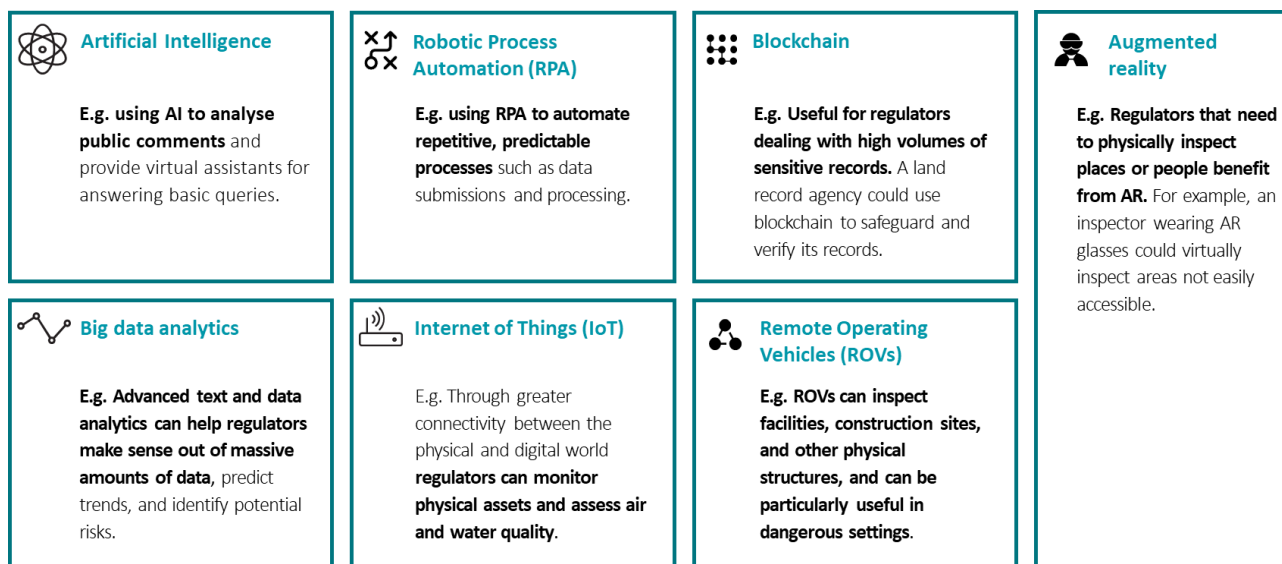 Artificial Intelligence
E.g. using AI to analyse
public comments and
provide virtual assistants for
answering basic queries.
Robotic Process
Automation (RPA)
E.g. using RPA to automate
repetitive, predictable
processes such as data
submissions and processing.
Blockchain
E.g. Useful for regulators
dealing with high volumes of
sensitive records. A land
record agency could use
blockchain to safeguard and
verify its records.
Augmented
reality
E.g. Regulators that need
to physically inspect
places or people benefit
from AR. For example, an
inspector wearing AR
glasses could virtually
inspect areas not easily
accessible.
Big data analytics
E.g. Advanced text and data
analytics can help regulators
make sense out of massive
amounts of data, predict
trends, and identify potential
risks.
Internet of Things (IoT)
E.g. Through greater
connectivity between the
physical and digital world
regulators can monitor
physical assets and assess air
and water quality.
Remote Operating
Vehicles (ROVs)
E.g. ROVs can inspect
facilities, construction sites,
and other physical
structures, and can be
particularly useful in
dangerous settings.